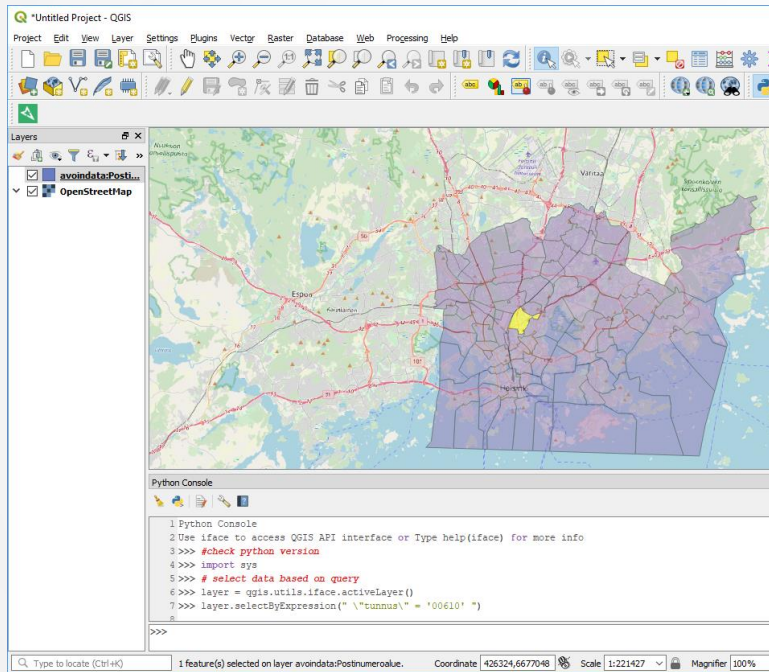 *Untitled Project - QGIS
Project Edit View Layer Settings Plugins Vector Raster Database Web Processing Help
Layers
avoindata:Posti...
OpenStreetMap
Vantaa
Espoo
Python Console
1 Python Console
2 Use iface to access QGIS API interface or Type help(iface) for more info
3 >>> #check python version
4 >>> import sys
5 >>> # select data based on query
6 >>> layer = qgis.utils.iface.activeLayer()
7 >>> layer.selectByExpression(" \"tunnus\" = '00610' ")
8
>>>
Type to locate (Ctrl+K) 1 feature(s) selected on layer avoindata:Postinumeroalue. Coordinate 426324,6677048 Scale 1:221427 Magnifier 100%